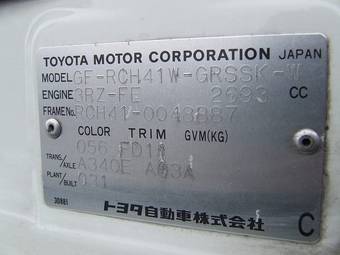 TOYOTA MOTOR CORPORATION JAPAN
MODEL GF-RCH41W-GRSSK-W
ENGINE 3RZ-FE 2693 CC
FRAME No. RCH41-0048887
COLOR TRIM GVM(KG)
056 FD14
TRANS./AXLE A340E A03A
PLANT/BUILT 031
30881
トヨタ自動車株式会社
C